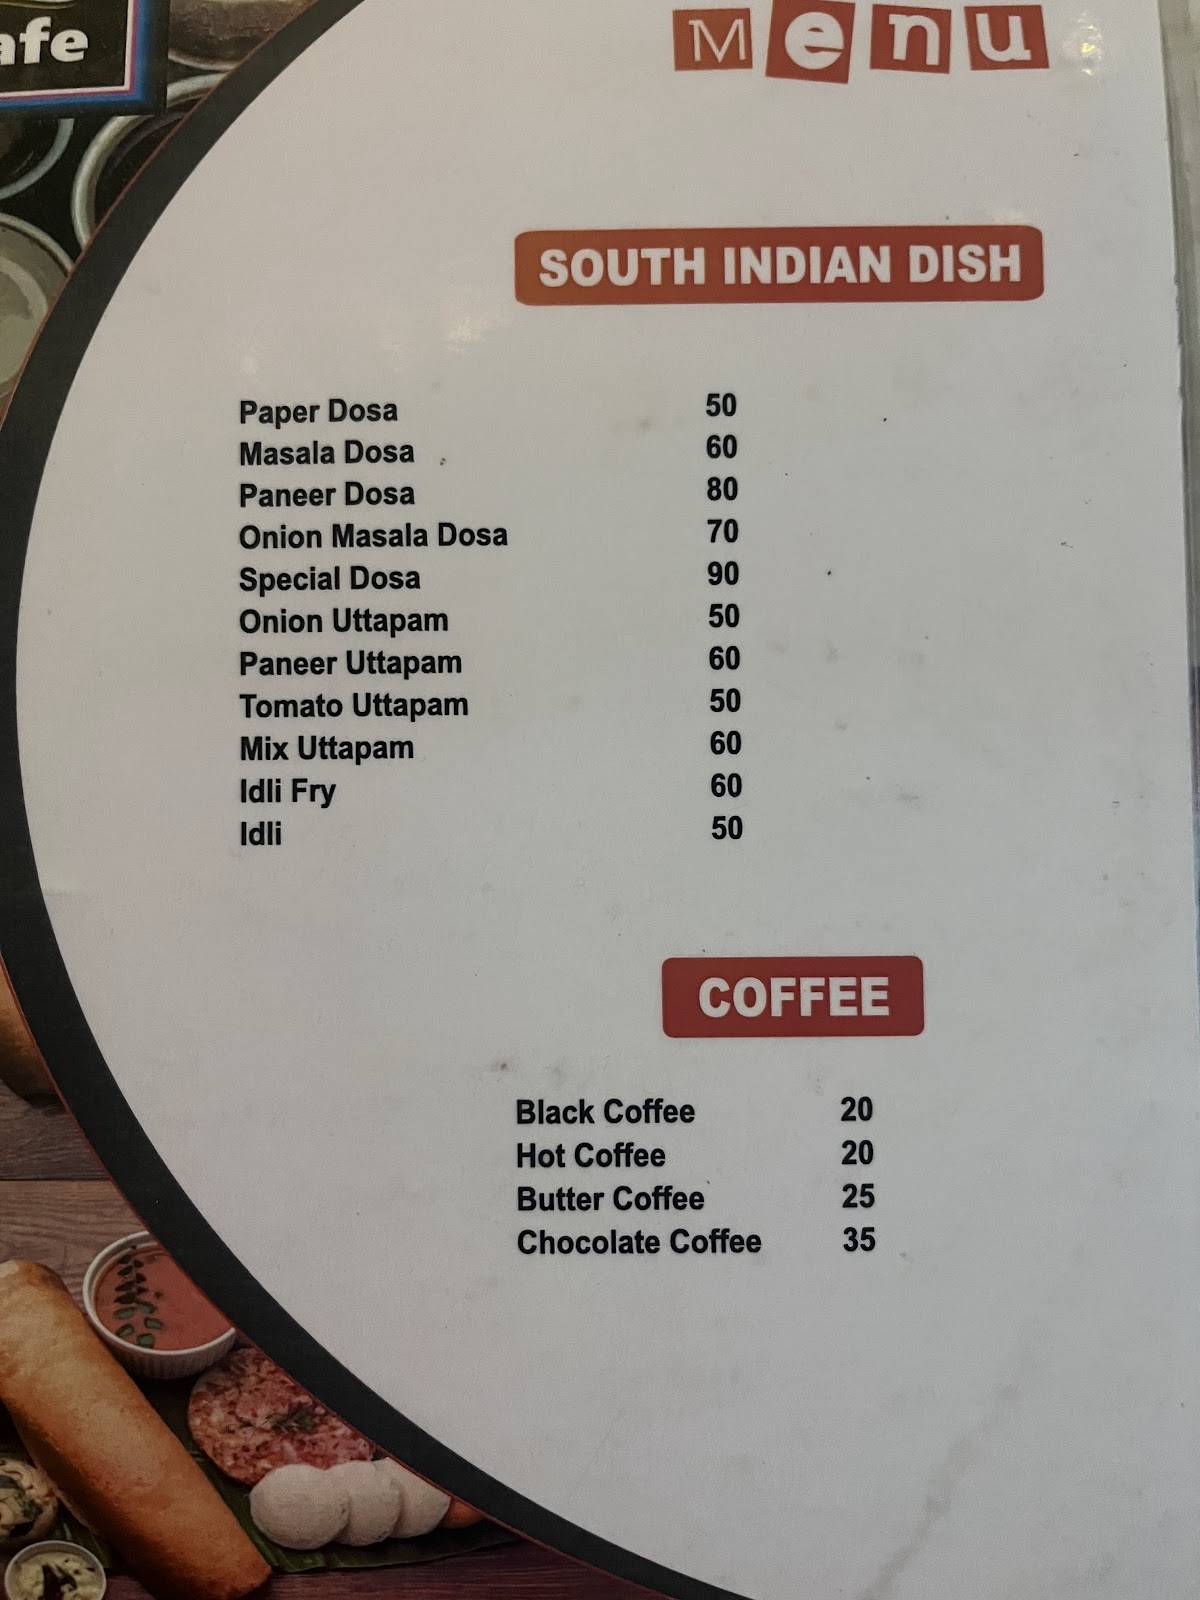 afe
Menu
SOUTH INDIAN DISH
Paper Dosa 50
Masala Dosa 60
Paneer Dosa 80
Onion Masala Dosa 70
Special Dosa 90
Onion Uttapam 50
Paneer Uttapam 60
Tomato Uttapam 50
Mix Uttapam 60
Idli Fry 60
Idli 50
COFFEE
Black Coffee 20
Hot Coffee 20
Butter Coffee 25
Chocolate Coffee 35